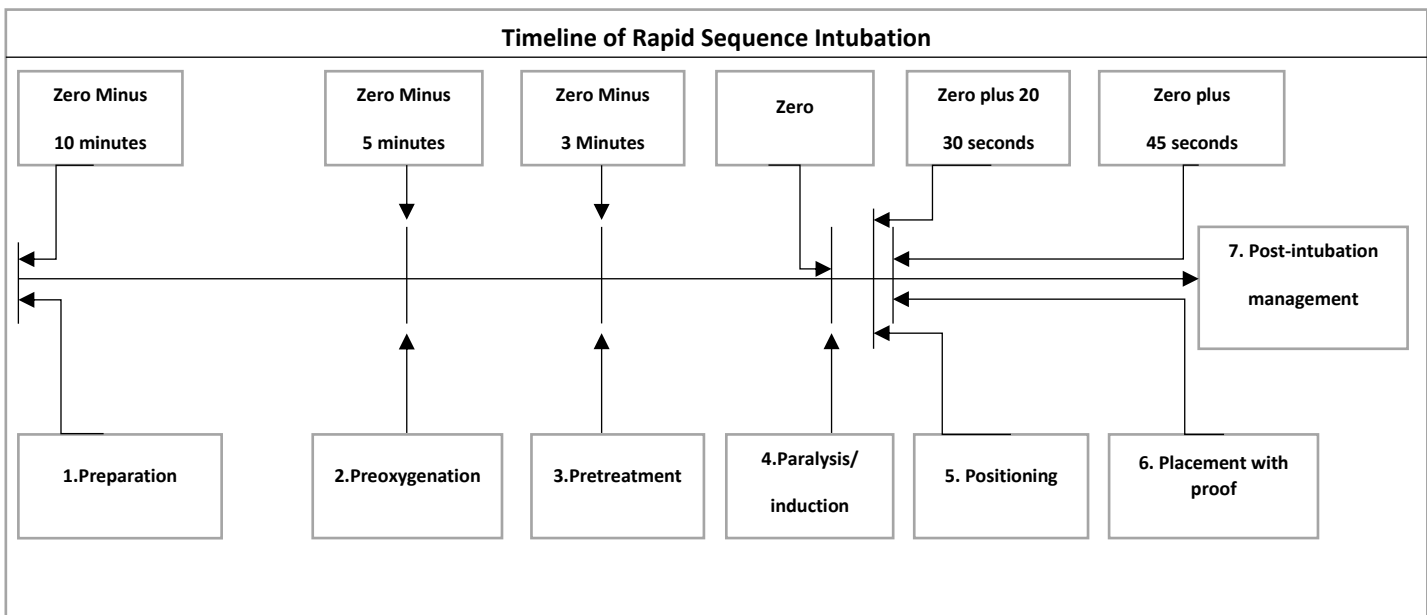 Timeline of Rapid Sequence Intubation
Zero Minus
10 minutes
Zero Minus
5 minutes
Zero Minus
3 Minutes
Zero
Zero plus 20
30 seconds
Zero plus
45 seconds
7. Post-intubation
management
1.Preparation
2.Preoxygenation
3.Pretreatment
4.Paralysis/
induction
5. Positioning
6. Placement with
proof